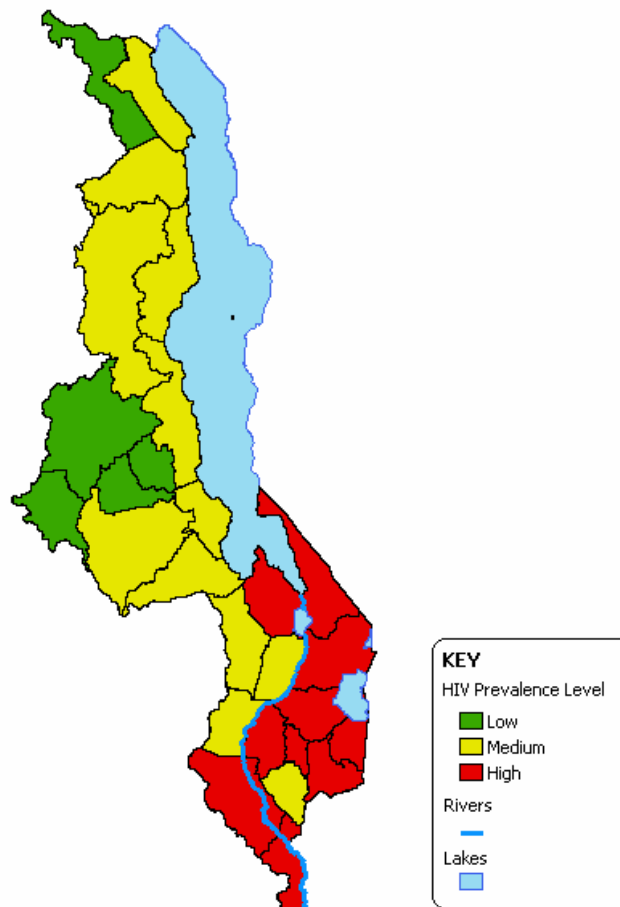 KEY
HIV Prevalence Level
Low
Medium
High
Rivers
Lakes